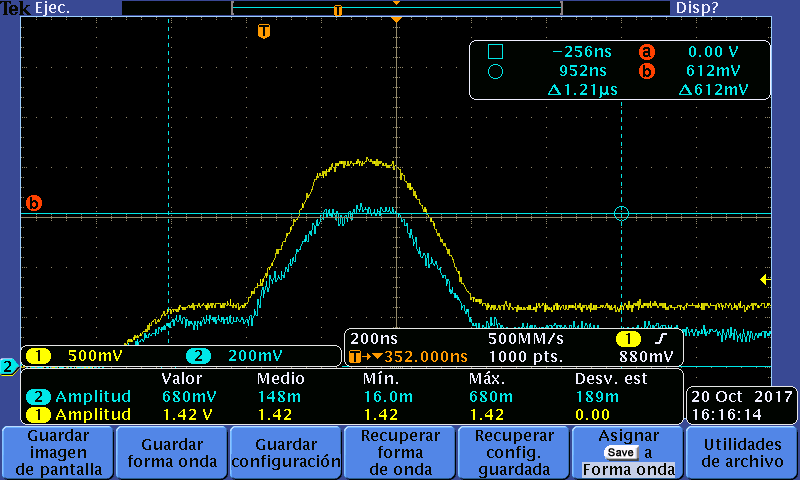 Tek Ejec. Disp?
T
T
−256ns a 0.00 V
952ns b 612mV
Δ1.21µs Δ612mV
b
2
1 500mV 2 200mV
200ns 500MM/s 1
T→▼352.000ns 1000 pts. 880mV
Valor Medio Mín. Máx. Desv. est
2 Amplitud 680mV 148m 16.0m 680m 189m
1 Amplitud 1.42 V 1.42 1.42 1.42 0.00
20 Oct 2017
16:16:14
Guardar imagen de pantalla
Guardar forma onda
Guardar configuración
Recuperar forma de onda
Recuperar config. guardada
Asignar Save a Forma onda
Utilidades de archivo